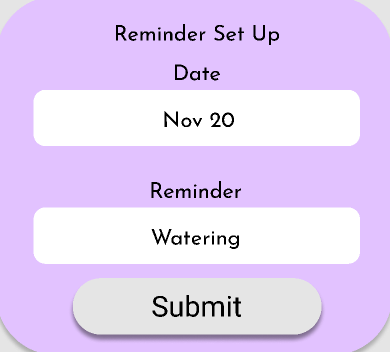 Reminder Set Up
Date
Nov 20
Reminder
Watering
Submit